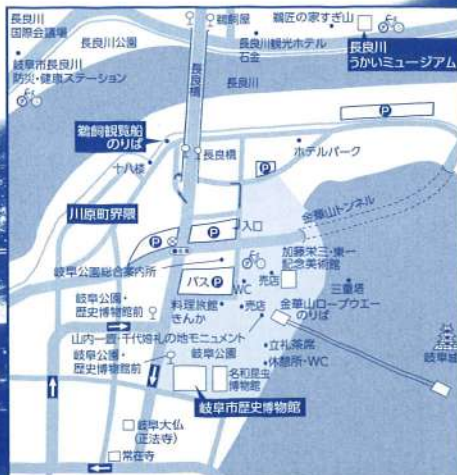 長良川
国際会議場
長良川公園
鵜飼屋
鵜匠の家すぎ山
長良川観光ホテル
石金
長良川
うかいミュージアム
岐阜市長良川
防災・健康ステーション
長良橋
長良川
鵜飼観覧船
のりば
十八楼
長良橋
ホテルパーク
P
P
川原町界隈
入口
金華山トンネル
P
P
加藤栄三・東一
記念美術館
岐阜公園総合案内所
バスP
WC
売店
三重塔
岐阜公園・
歴史博物館前
料理旅館
きんか
売店
金華山ロープウエー
のりば
山内一豊・千代婚礼の地モニュメント
岐阜公園・
歴史博物館前
岐阜公園
立礼茶席
休憩所・WC
岐阜城
名和昆虫
博物館
岐阜市歴史博物館
岐阜大仏
(正法寺)
常在寺